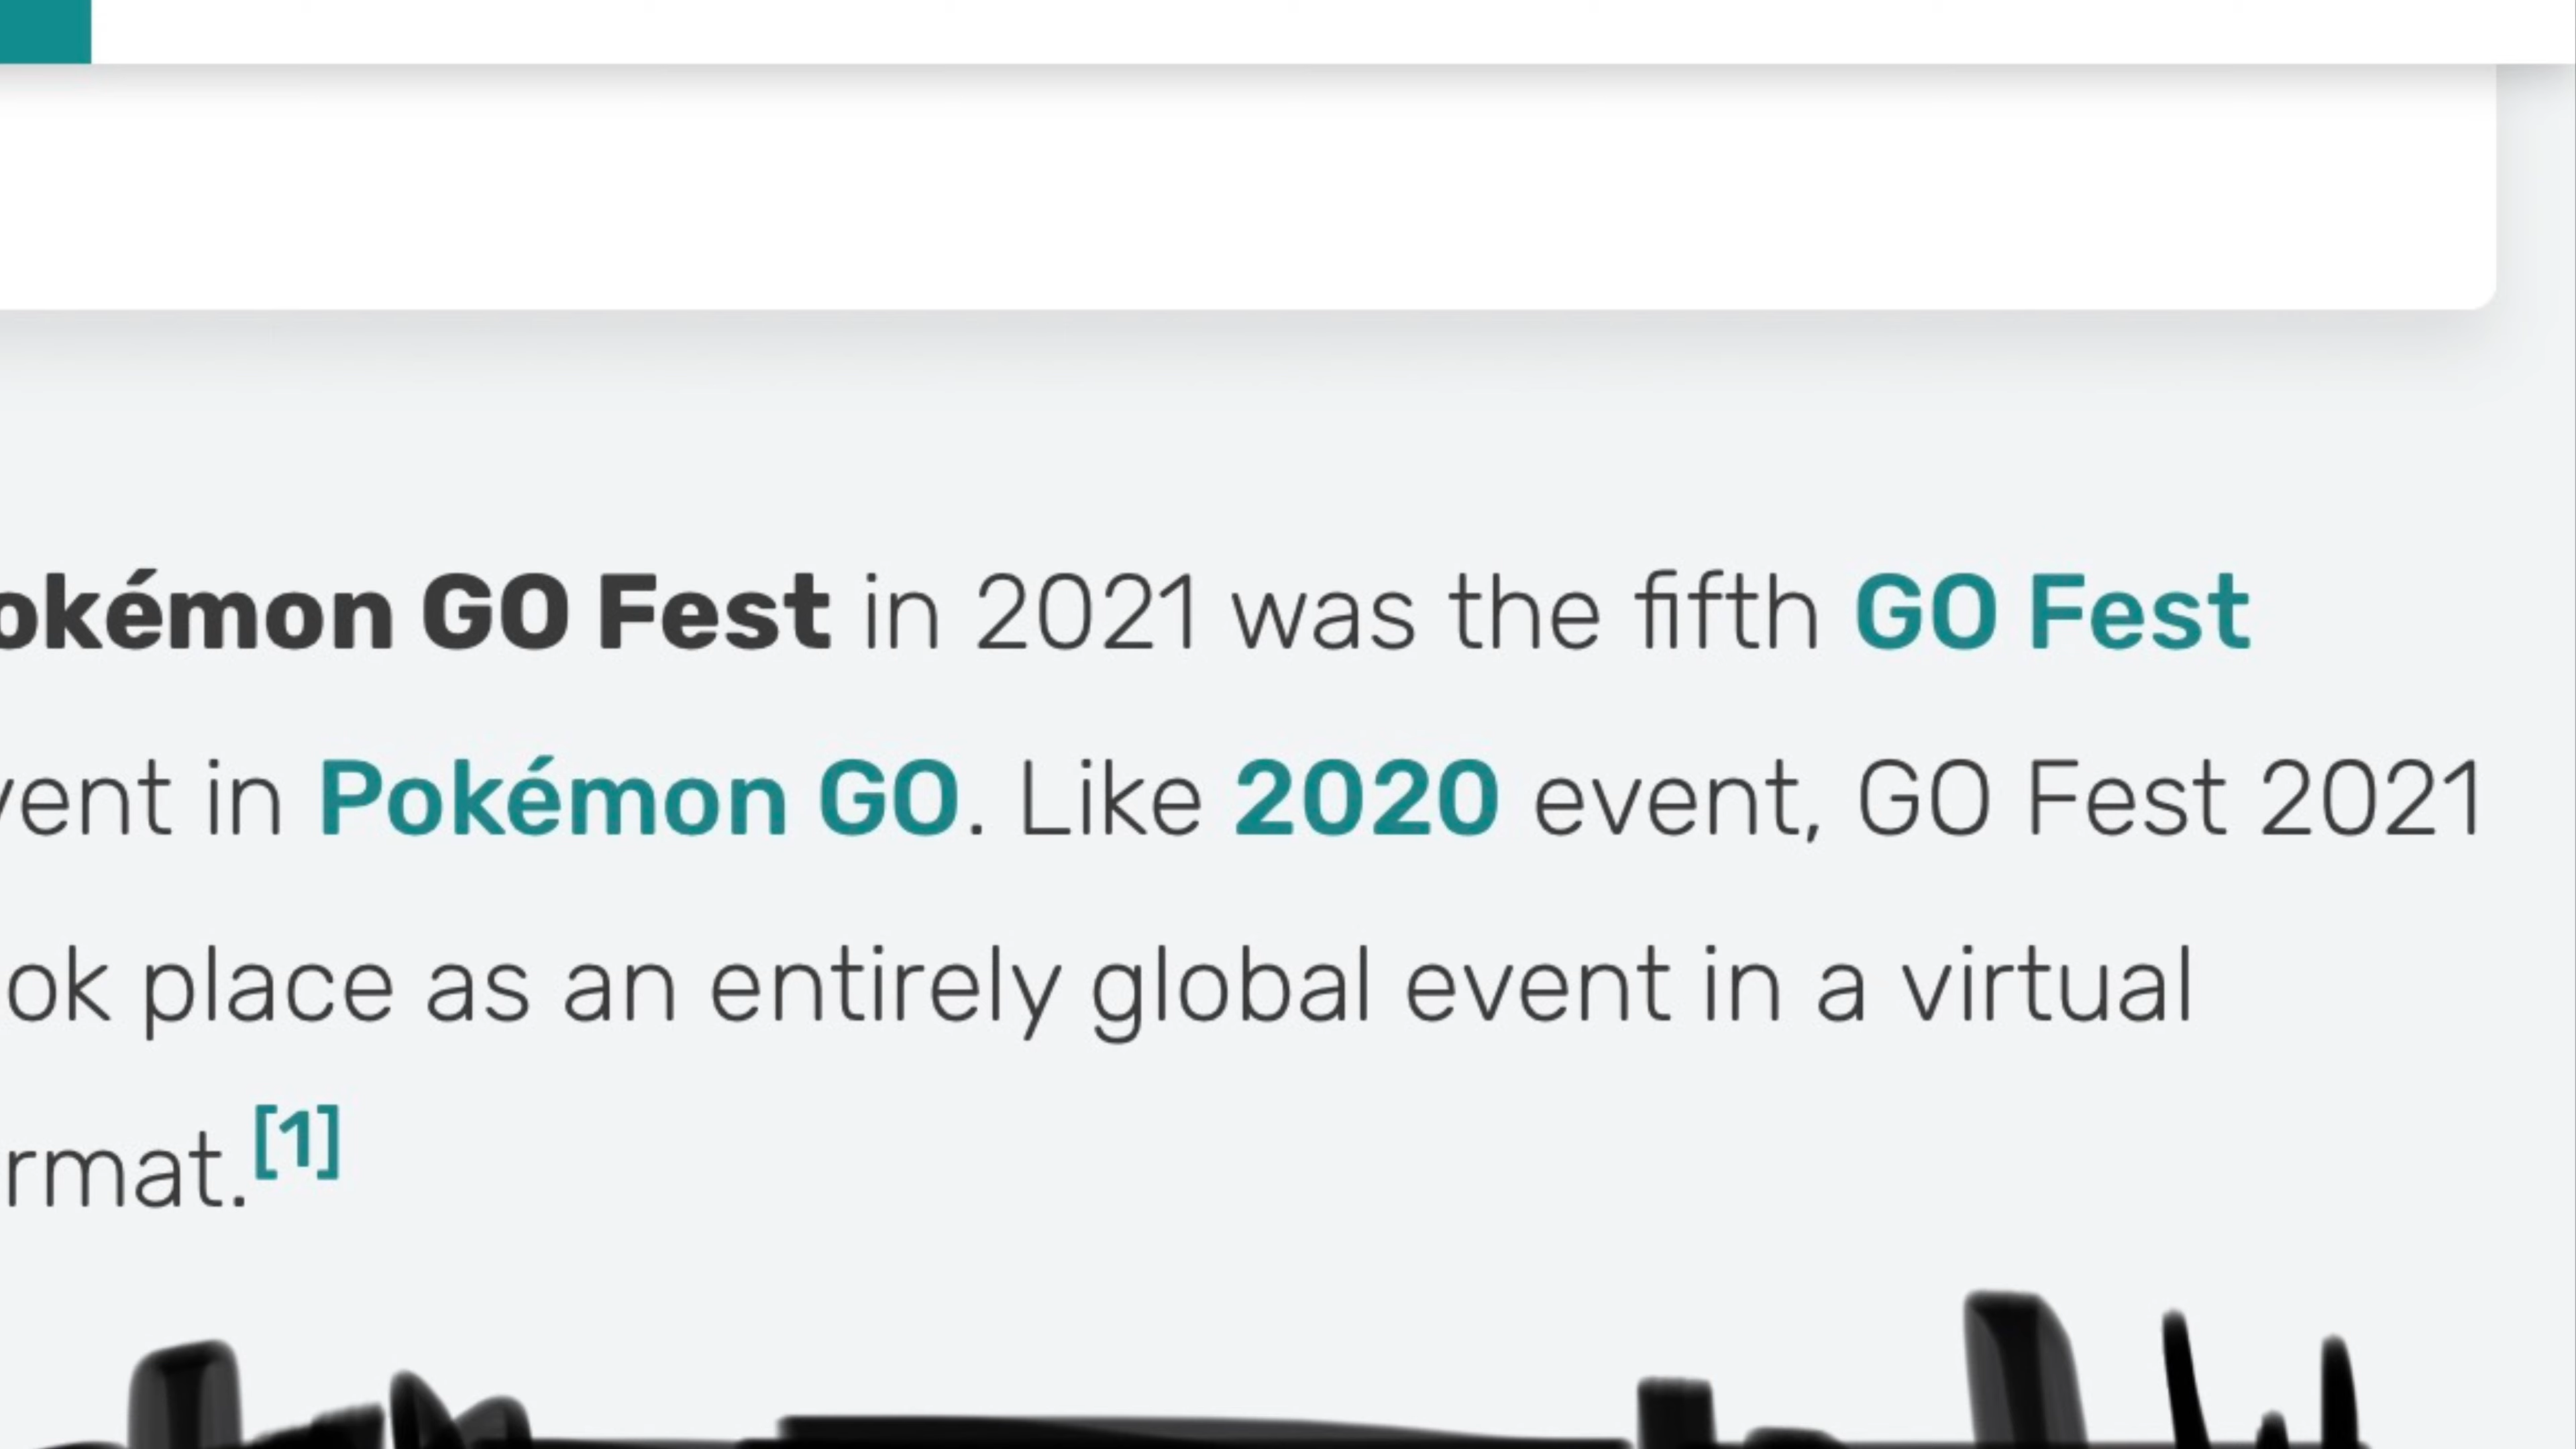 okémon GO Fest in 2021 was the fifth GO Fest
vent in Pokémon GO. Like 2020 event, GO Fest 2021
ok place as an entirely global event in a virtual
rmat.[1]